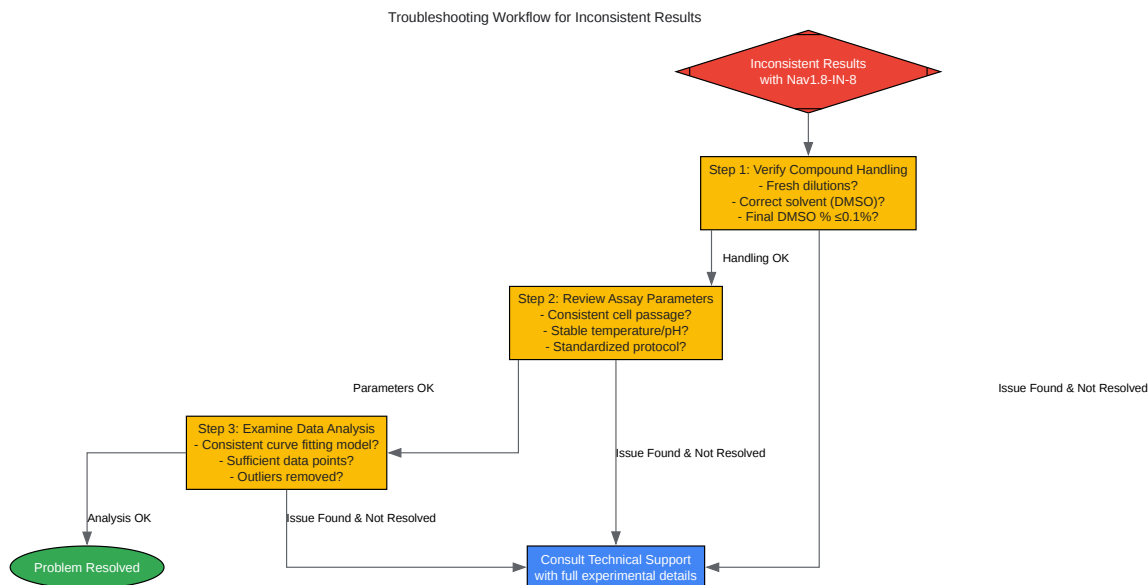 Troubleshooting Workflow for Inconsistent Results
Inconsistent Results
with Nav1.8-IN-8
Step 1: Verify Compound Handling
- Fresh dilutions?
- Correct solvent (DMSO)?
- Final DMSO % ≤0.1%?
Handling OK
Step 2: Review Assay Parameters
- Consistent cell passage?
- Stable temperature/pH?
- Standardized protocol?
Parameters OK
Issue Found & Not Resolved
Step 3: Examine Data Analysis
- Consistent curve fitting model?
- Sufficient data points?
- Outliers removed?
Issue Found & Not Resolved
Analysis OK
Issue Found & Not Resolved
Problem Resolved
Consult Technical Support
with full experimental details